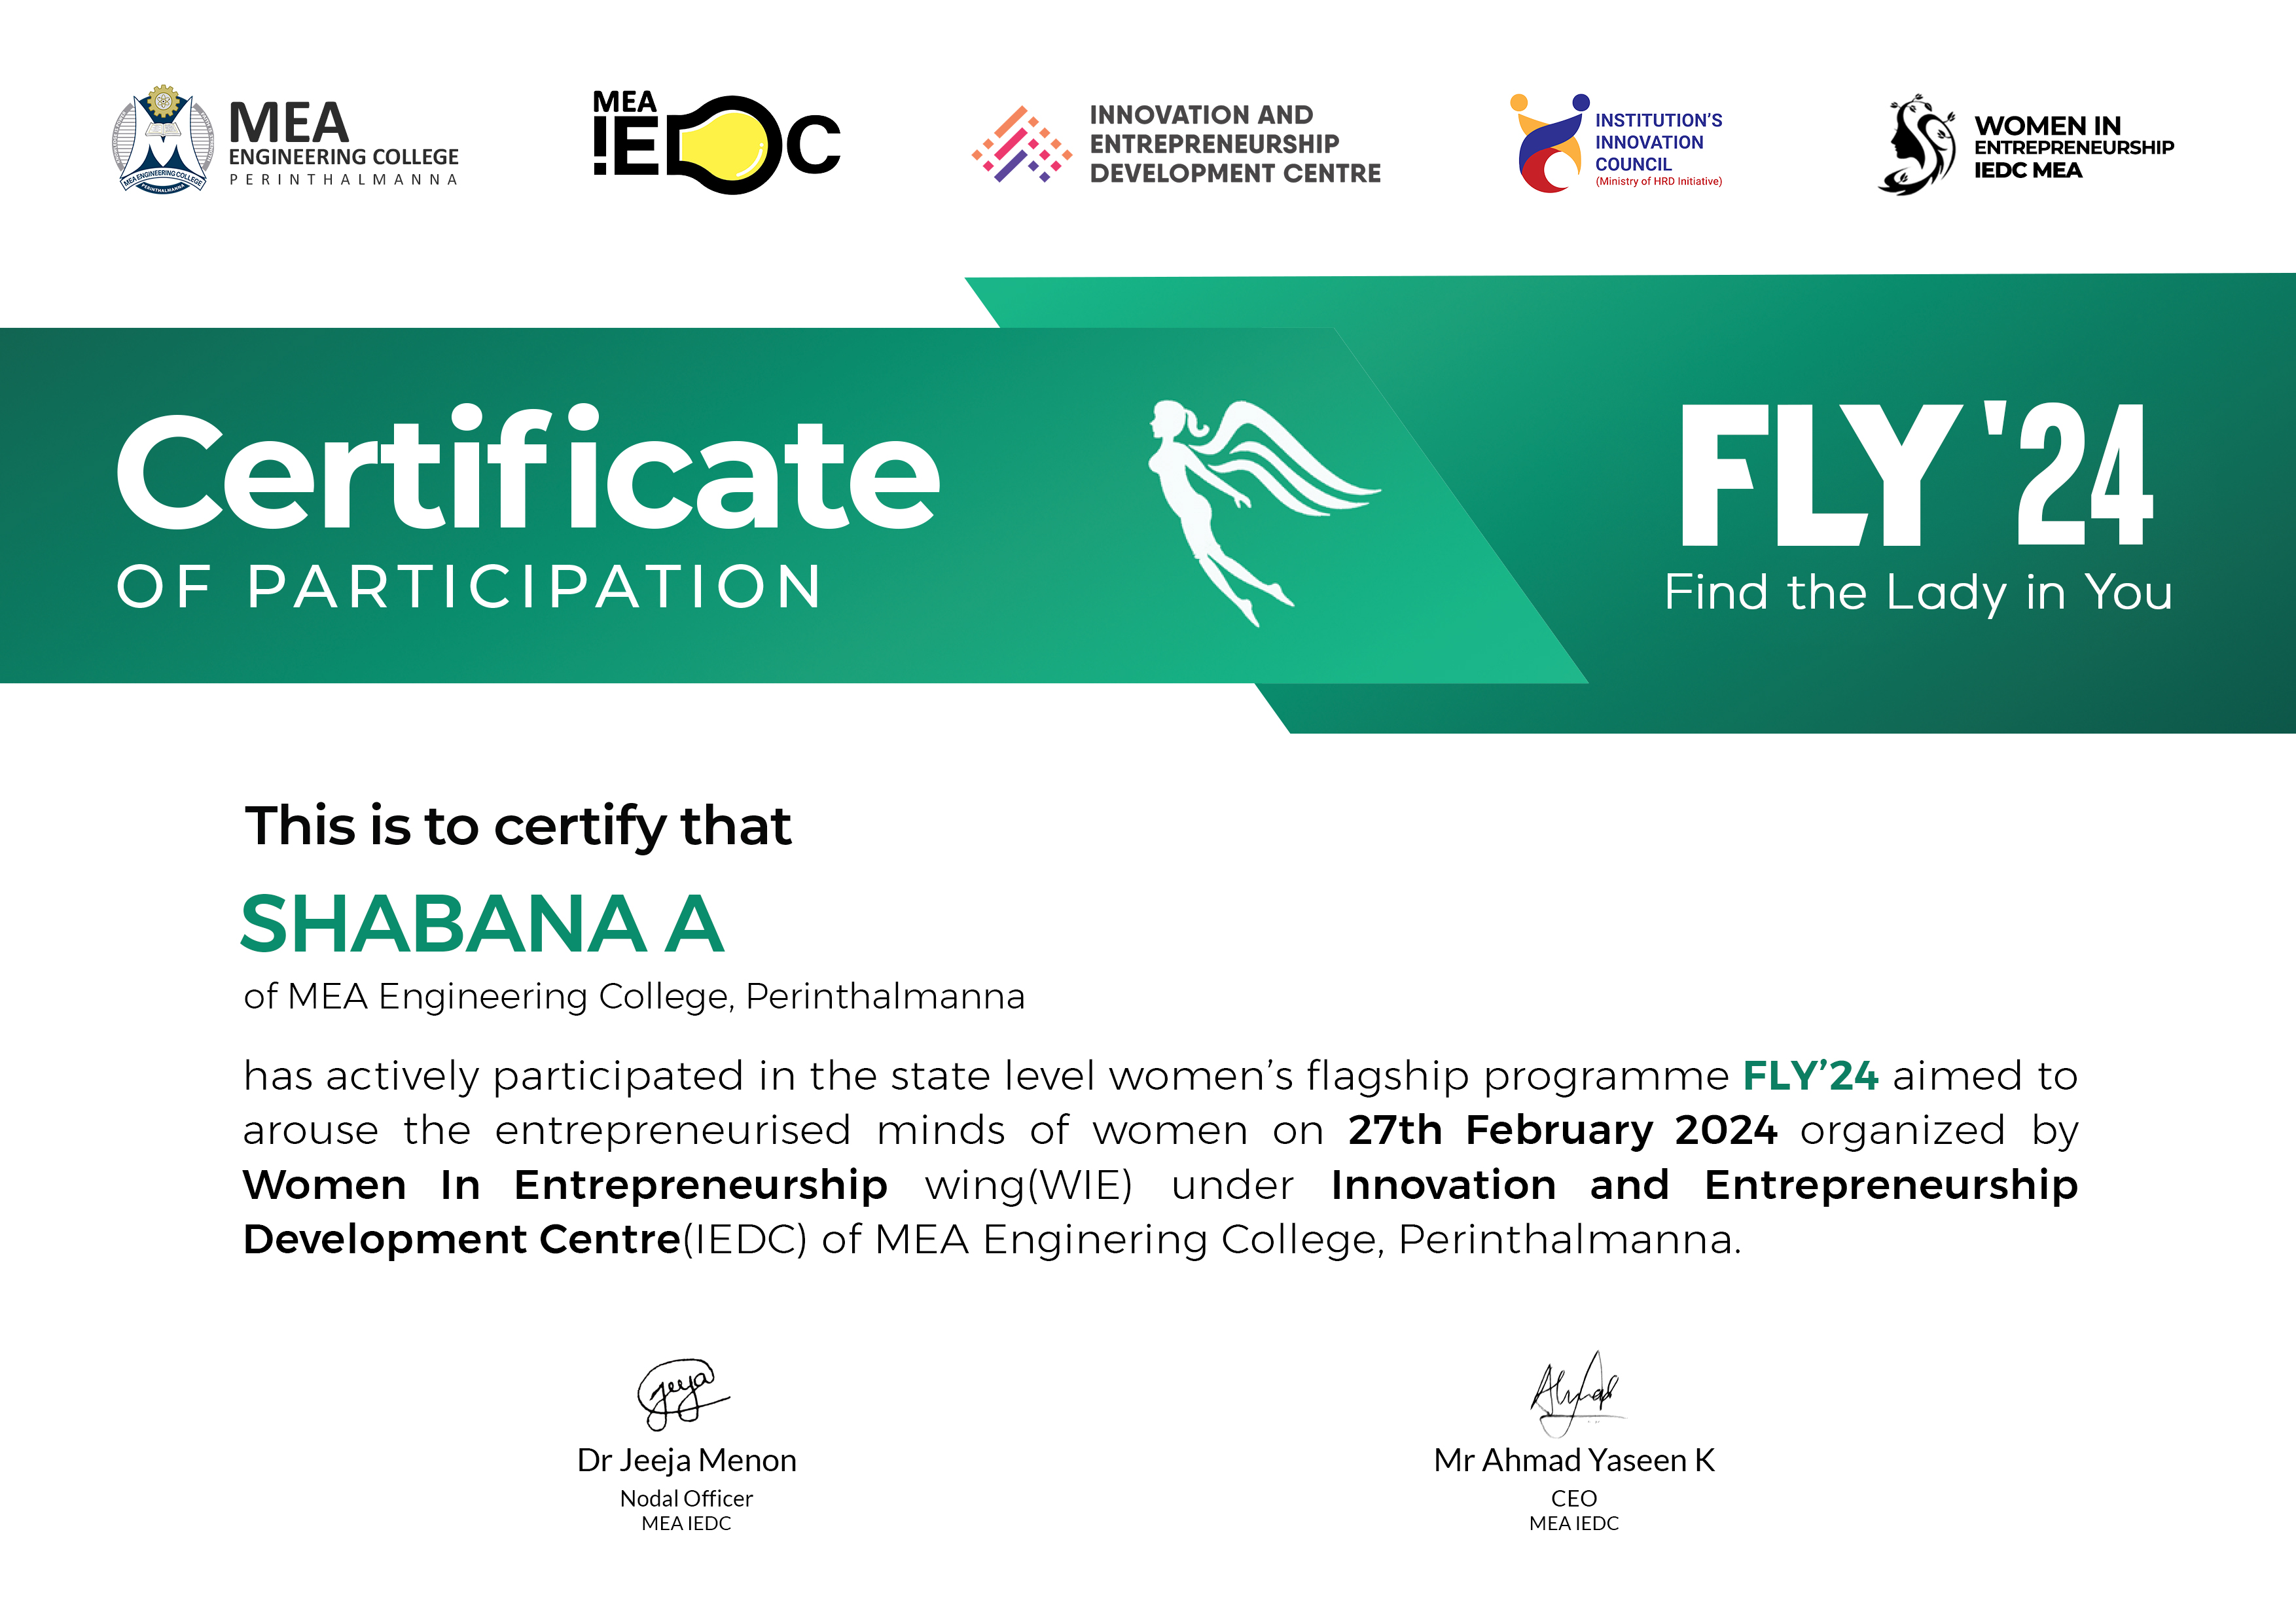 MEA
ENGINEERING COLLEGE
PERINTHALMANNA
MEA ENGINEERING COLLEGE
PERINTHALMANNA
MEA
IEDC
INNOVATION AND
ENTREPRENEURSHIP
DEVELOPMENT CENTRE
INSTITUTION'S
INNOVATION
COUNCIL
(Ministry of HRD Initiative)
WOMEN IN
ENTREPRENEURSHIP
IEDC MEA
Certificate
OF PARTICIPATION
FLY '24
Find the Lady in You
This is to certify that
SHABANA A
of MEA Engineering College, Perinthalmanna
has actively participated in the state level women’s flagship programme FLY’24 aimed to
arouse the entrepreneurised minds of women on 27th February 2024 organized by
Women In Entrepreneurship wing(WIE) under Innovation and Entrepreneurship
Development Centre(IEDC) of MEA Enginering College, Perinthalmanna.
Jeeja
Ahmad
Dr Jeeja Menon
Mr Ahmad Yaseen K
Nodal Officer
CEO
MEA IEDC
MEA IEDC